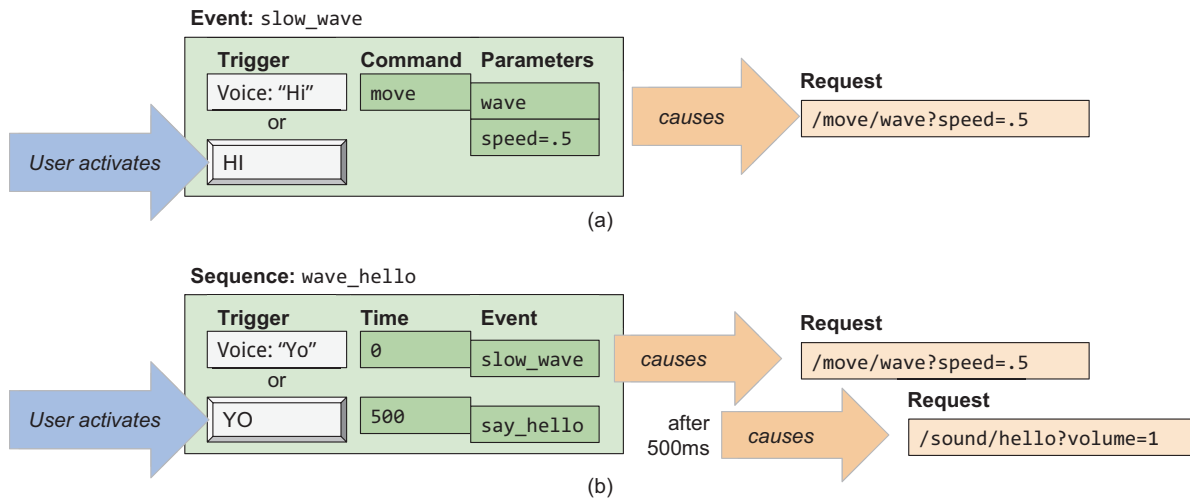 Event: slow_wave
Trigger Command Parameters
Voice: “Hi” move wave
or
speed=.5
User activates
HI
causes
Request
/move/wave?speed=.5
(a)
Sequence: wave_hello
Trigger Time Event
Voice: “Yo” 0 slow_wave
or
User activates
YO 500 say_hello
causes
Request
/move/wave?speed=.5
after
500ms
causes
Request
/sound/hello?volume=1
(b)